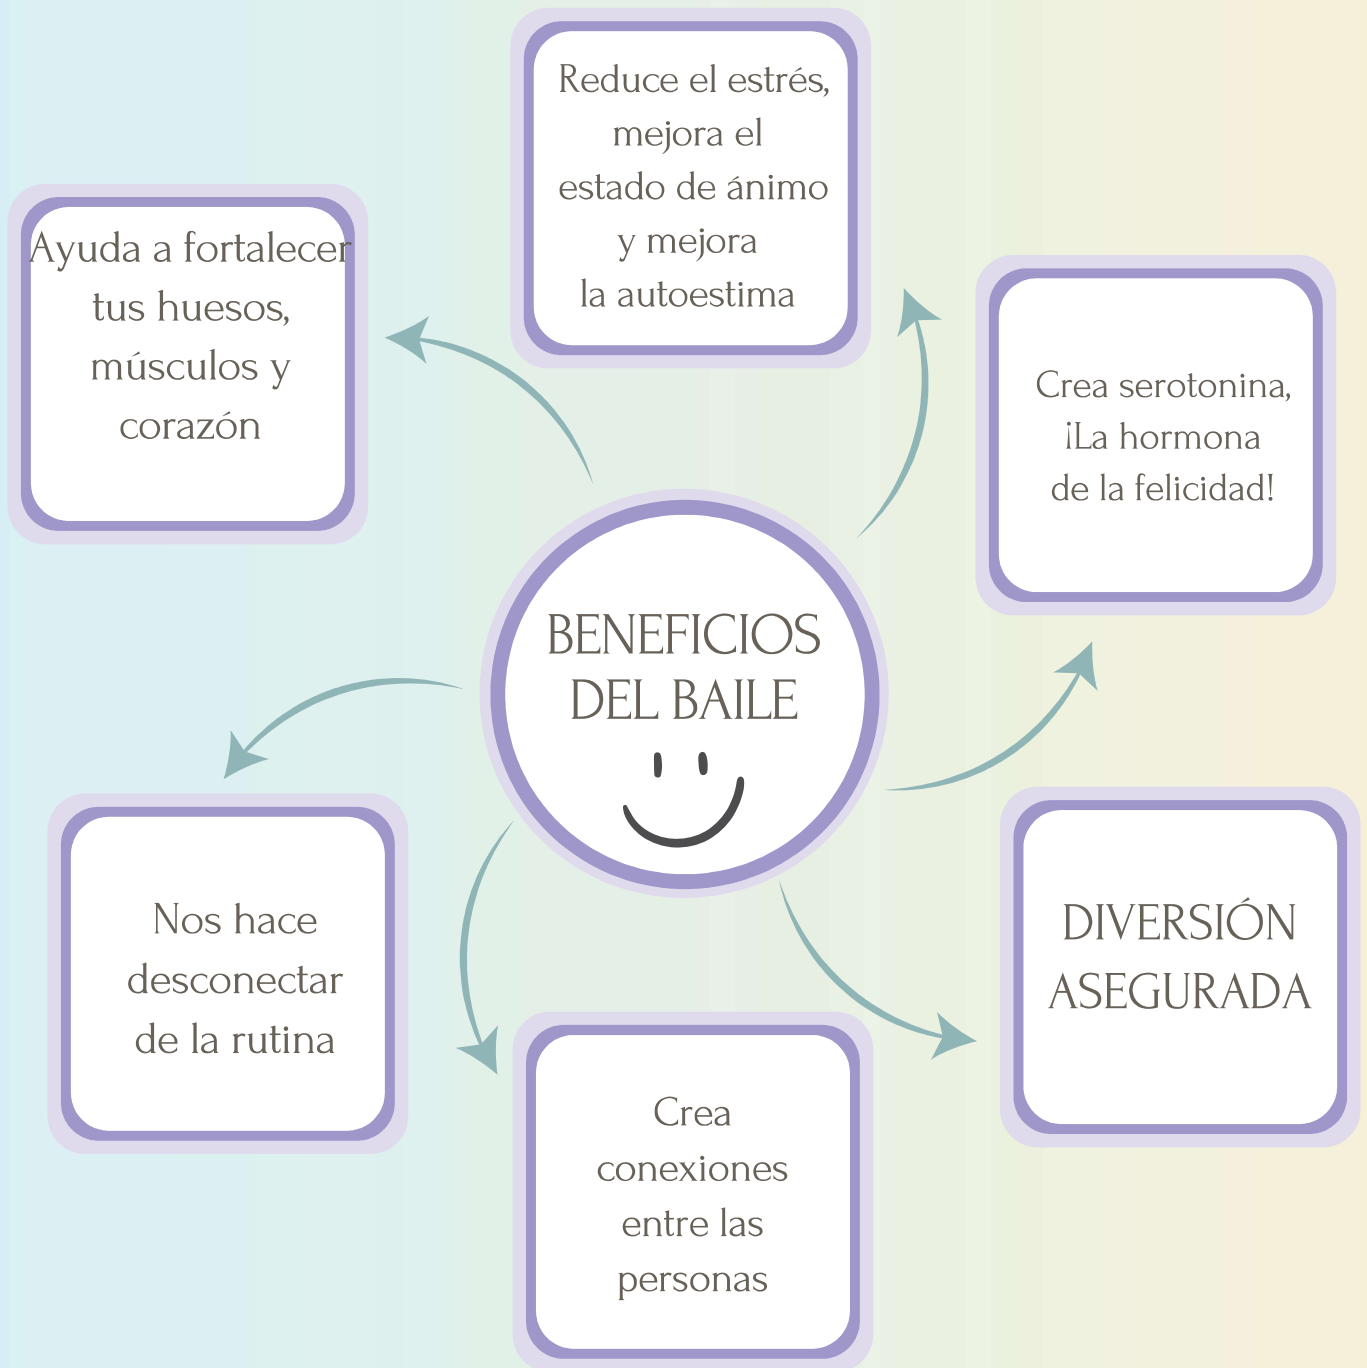 Reduce el estrés,
mejora el
estado de ánimo
y mejora
la autoestima
Ayuda a fortalecer
tus huesos,
músculos y
corazón
Crea serotonina,
¡La hormona
de la felicidad!
BENEFICIOS
DEL BAILE
Nos hace
desconectar
de la rutina
DIVERSIÓN
ASEGURADA
Crea
conexiones
entre las
personas